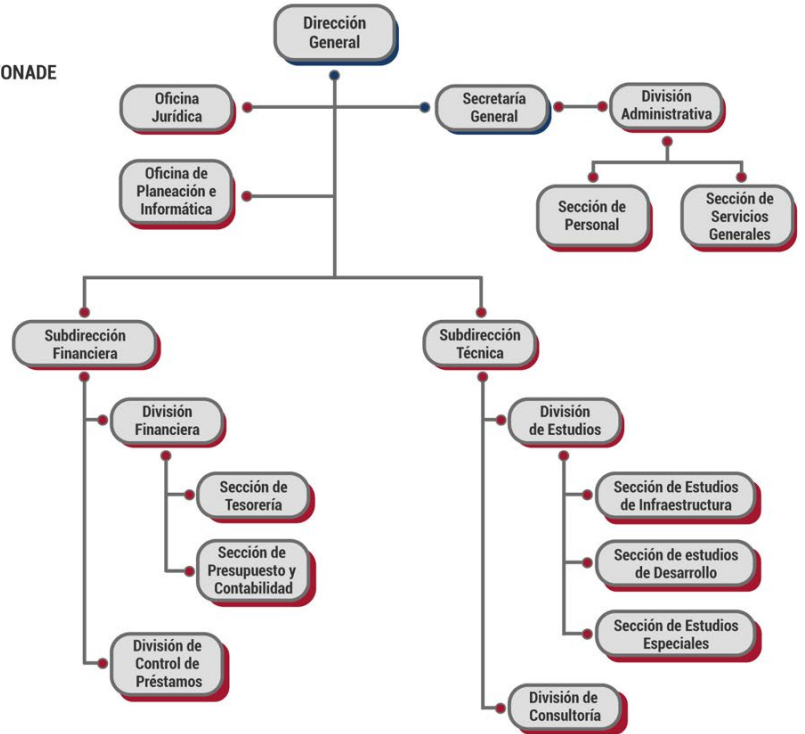 Dirección
General
Oficina
Jurídica
Secretaría
General
División
Administrativa
Oficina de
Planeación e
Informática
Sección de
Personal
Sección de
Servicios
Generales
Subdirección
Financiera
Subdirección
Técnica
División
Financiera
División
de Estudios
Sección de
Tesorería
Sección de Estudios
de Infraestructura
Sección de
Presupuesto y
Contabilidad
Sección de estudios
de Desarrollo
Sección de Estudios
Especiales
División de
Control de
Préstamos
División de
Consultoría